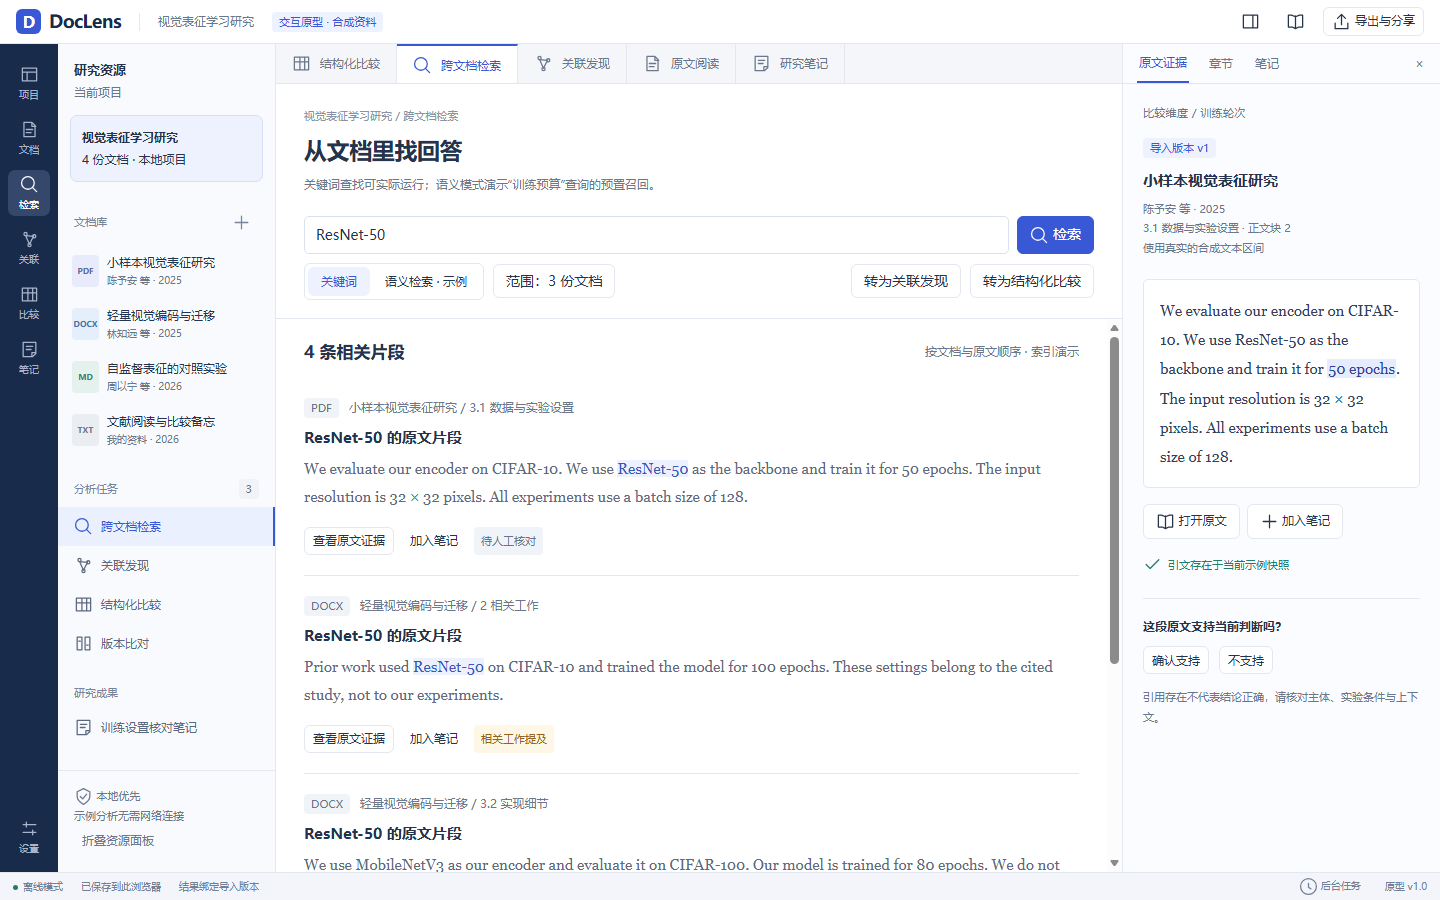 D DocLens 视觉表征学习研究 交互原型 · 合成资料 导出与分享
项目
文档
检索
关联
比较
笔记
设置
研究资源
当前项目
视觉表征学习研究
4 份文档 · 本地项目
文档库
PDF 小样本视觉表征研究
陈予安 等 · 2025
DOCX 轻量视觉编码与迁移
林知远 等 · 2025
MD 自监督表征的对照实验
周以宁 等 · 2026
TXT 文献阅读与比较备忘
我的资料 · 2026
分析任务 3
跨文档检索
关联发现
结构化比较
版本比对
研究成果
训练设置核对笔记
本地优先
示例分析无需网络连接
折叠资源面板
结构化比较 跨文档检索 关联发现 原文阅读 研究笔记
视觉表征学习研究 / 跨文档检索
从文档里找回答
关键词查找可实际运行；语义模式演示“训练预算”查询的预置召回。
ResNet-50 检索
关键词 语义检索 · 示例 范围：3 份文档 转为关联发现 转为结构化比较
4 条相关片段 按文档与原文顺序 · 索引演示
PDF 小样本视觉表征研究 / 3.1 数据与实验设置
ResNet-50 的原文片段
We evaluate our encoder on CIFAR-10. We use ResNet-50 as the backbone and train it for 50 epochs. The input
resolution is 32 × 32 pixels. All experiments use a batch size of 128.
查看原文证据 加入笔记 待人工核对
DOCX 轻量视觉编码与迁移 / 2 相关工作
ResNet-50 的原文片段
Prior work used ResNet-50 on CIFAR-10 and trained the model for 100 epochs. These settings belong to the cited
study, not to our experiments.
查看原文证据 加入笔记 相关工作提及
DOCX 轻量视觉编码与迁移 / 3.2 实现细节
ResNet-50 的原文片段
We use MobileNetV3 as our encoder and evaluate it on CIFAR-100. Our model is trained for 80 epochs. We do not
原文证据 章节 笔记 ×
比较维度 / 训练轮次
导入版本 v1
小样本视觉表征研究
陈予安 等 · 2025
3.1 数据与实验设置 · 正文块 2
使用真实的合成文本区间
We evaluate our encoder on CIFAR-
10. We use ResNet-50 as the
backbone and train it for 50 epochs.
The input resolution is 32 × 32
pixels. All experiments use a batch
size of 128.
打开原文 加入笔记
引文存在于当前示例快照
这段原文支持当前判断吗？
确认支持 不支持
引用存在不代表结论正确，请核对主体、实验条件与上下
文。
离线模式 已保存到此浏览器 结果绑定导入版本 后台任务 原型 v1.0